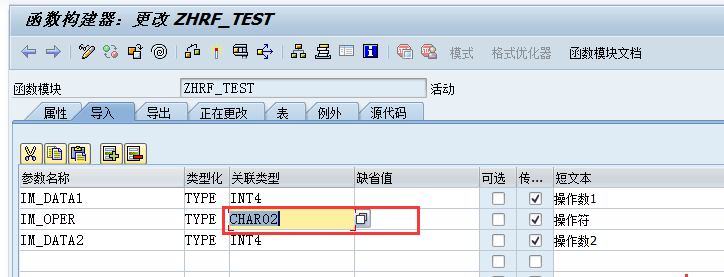 函数构建器：更改 ZHRF_TEST
模式 格式优化器 函数模块文档
函数模块 ZHRF_TEST 活动
属性 导入 导出 正在更改 表 例外 源代码
参数名称 类型化 关联类型 缺省值 可选 传... 短文本
IM_DATA1 TYPE INT4 操作数1
IM_OPER TYPE CHAR02 操作符
IM_DATA2 TYPE INT4 操作数2